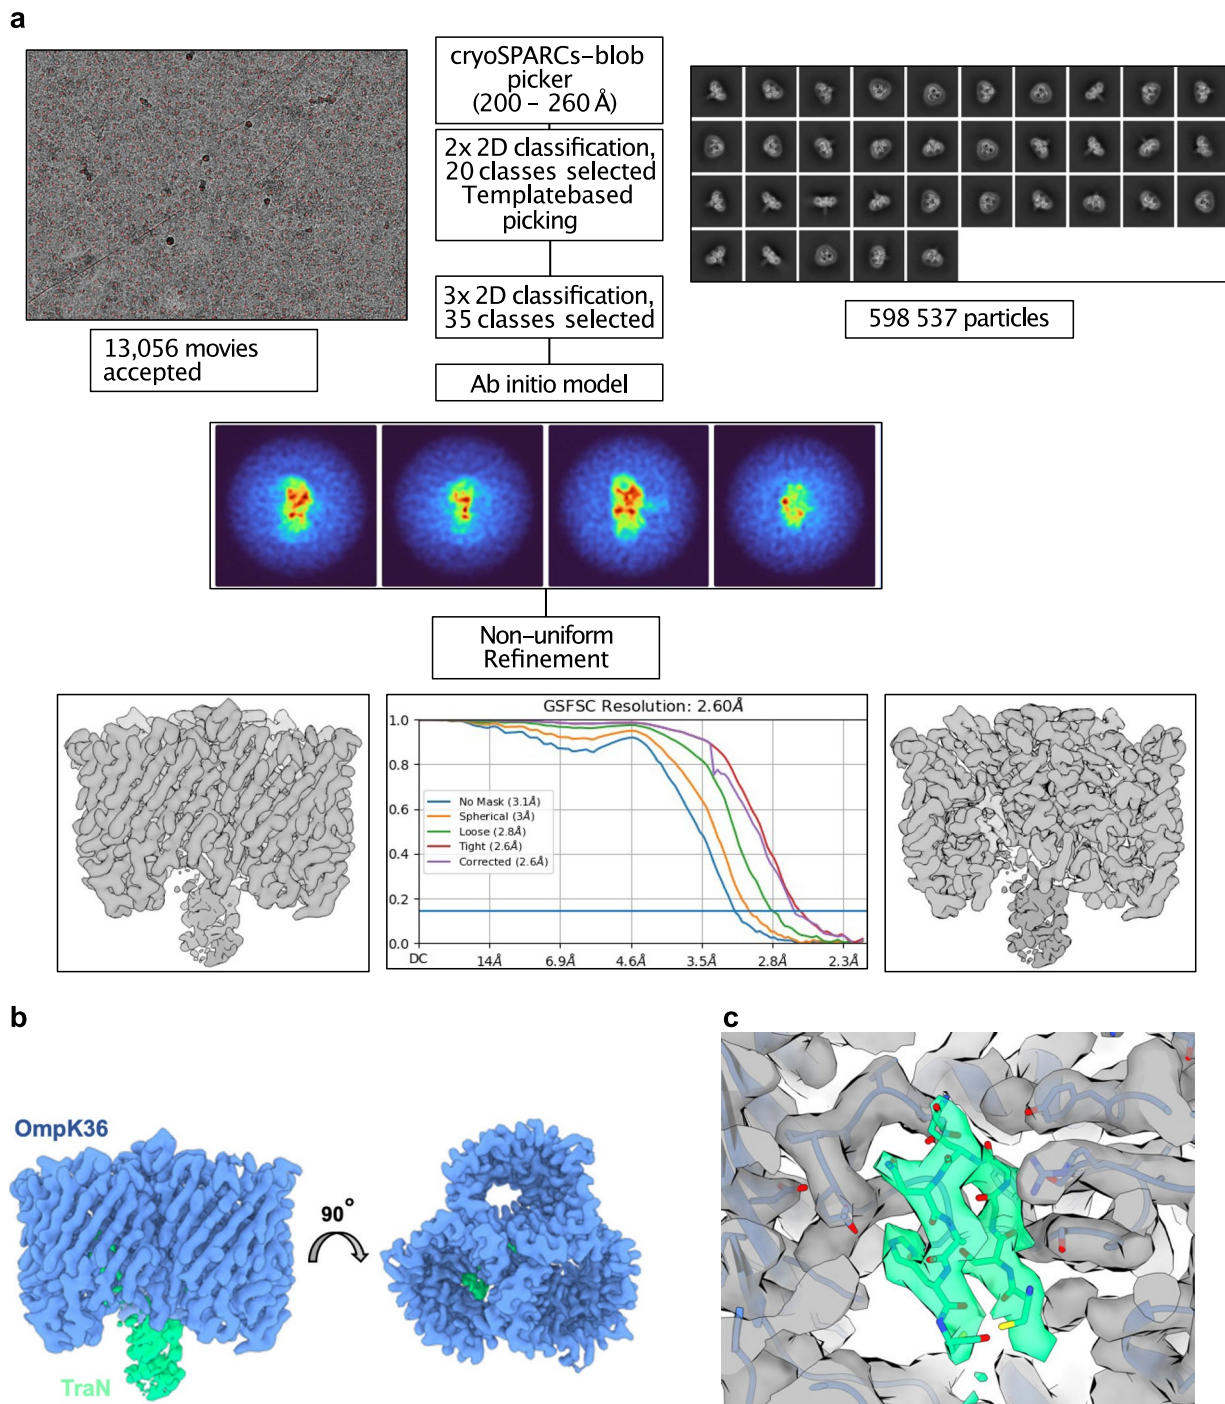 a
cryoSPARCs-blob
picker
(200 – 260 Å)
2x 2D classification,
20 classes selected
Templatebased
picking
3x 2D classification,
35 classes selected
Ab initio model
13,056 movies
accepted
598 537 particles
Non-uniform
Refinement
GSFSC Resolution: 2.60Å
1.0
0.8
0.6
0.4
0.2
0.0
No Mask (3.1Å)
Spherical (3Å)
Loose (2.8Å)
Tight (2.6Å)
Corrected (2.6Å)
DC
14Å
6.9Å
4.6Å
3.5Å
2.8Å
2.3Å
b
OmpK36
90°
TraN
c